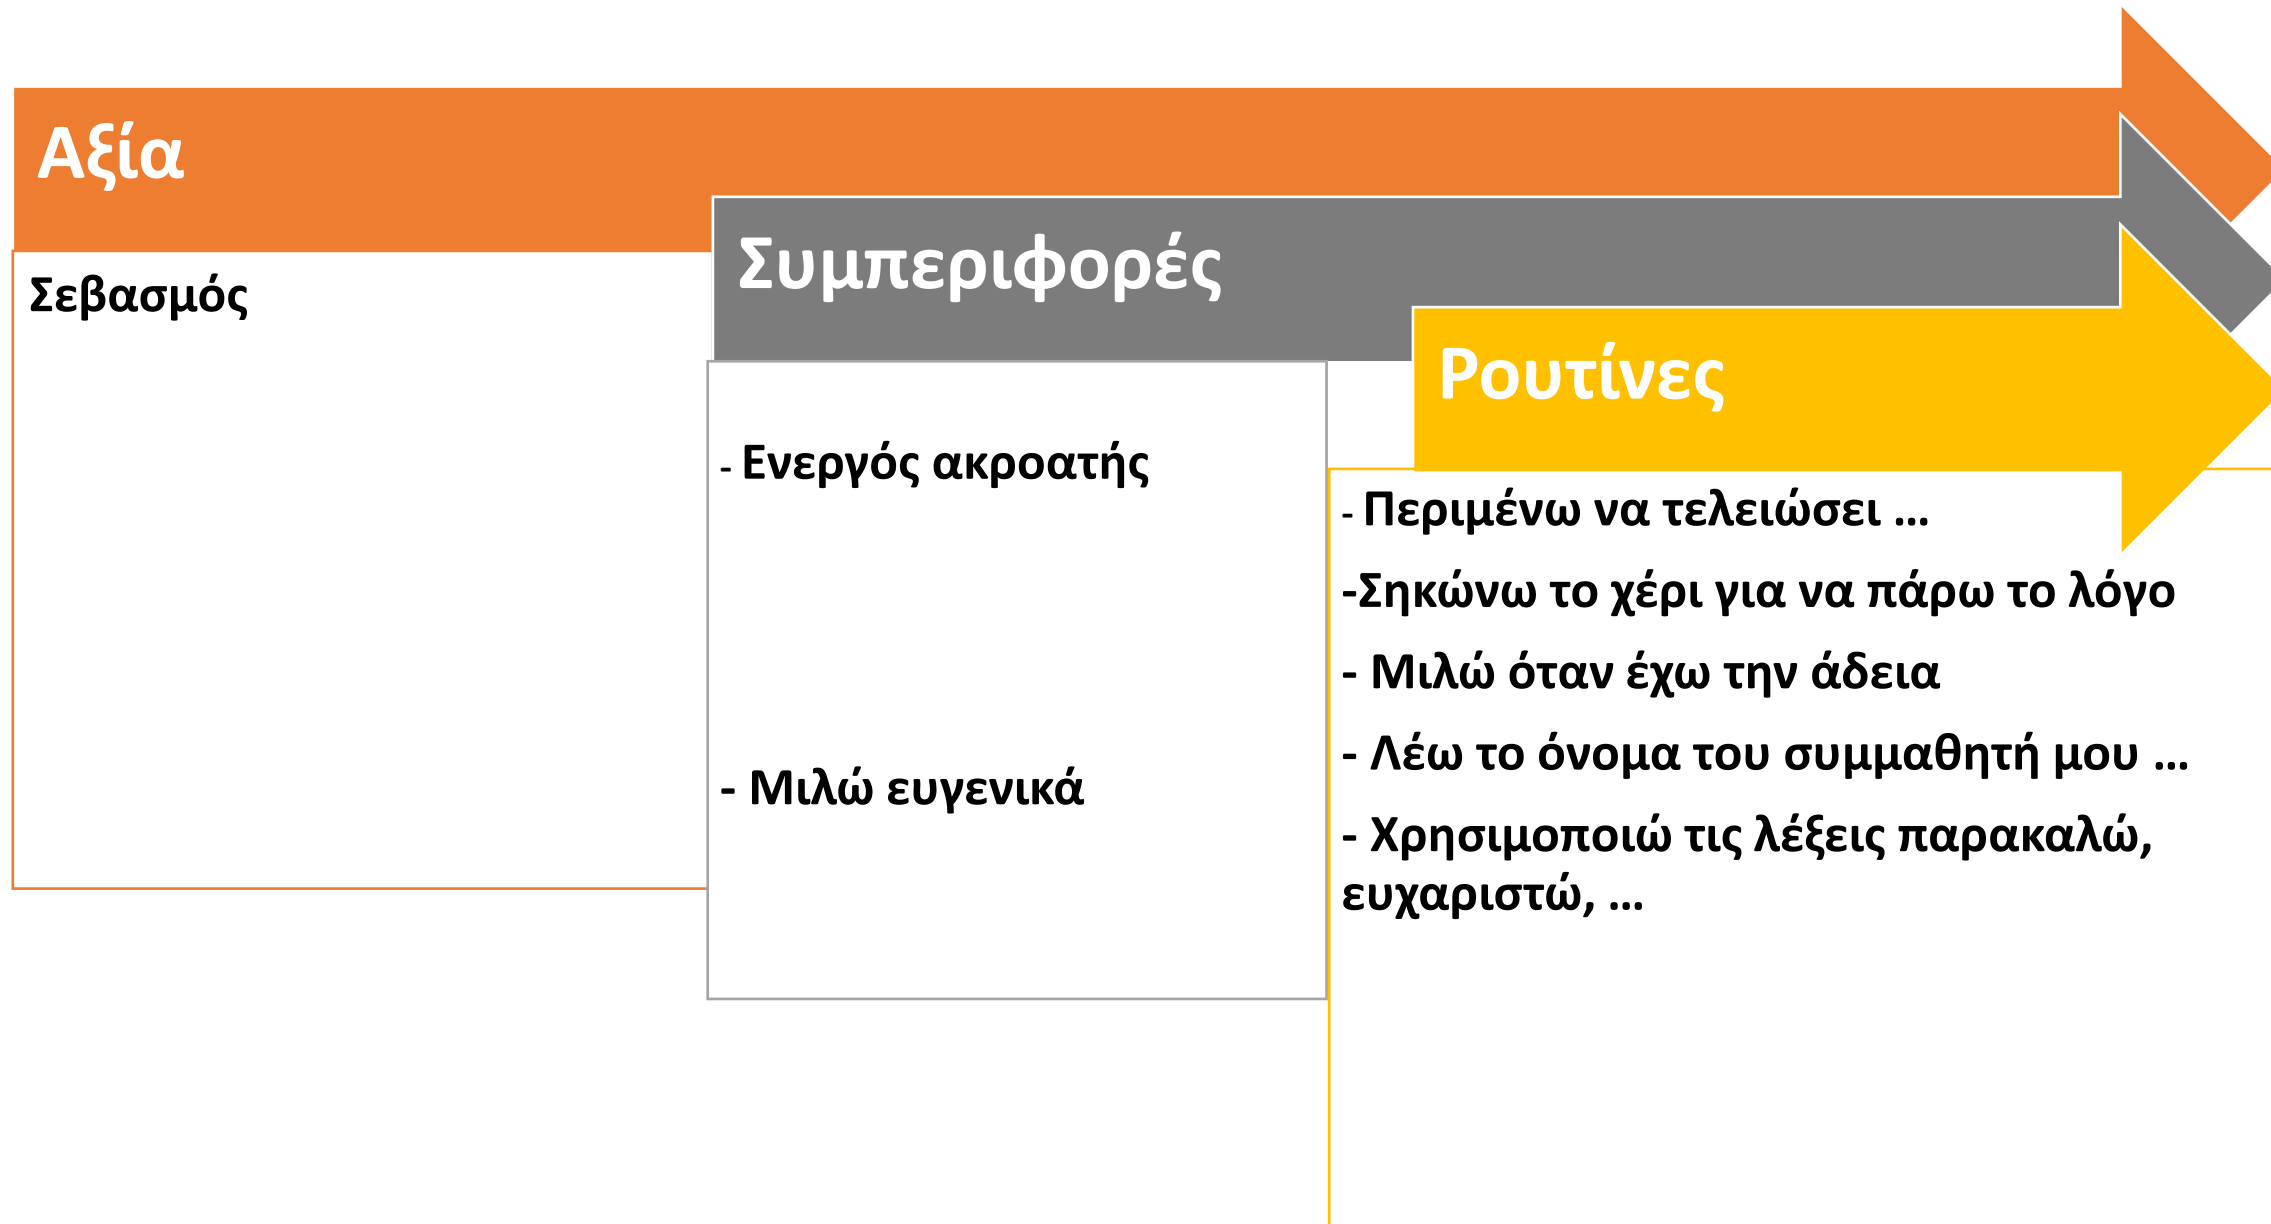 Αξία
Σεβασμός
Συμπεριφορές
- Ενεργός ακροατής
- Μιλώ ευγενικά
Ρουτίνες
- Περιμένω να τελειώσει ...
-Σηκώνω το χέρι για να πάρω το λόγο
- Μιλώ όταν έχω την άδεια
- Λέω το όνομα του συμμαθητή μου ...
- Χρησιμοποιώ τις λέξεις παρακαλώ,
ευχαριστώ, ...